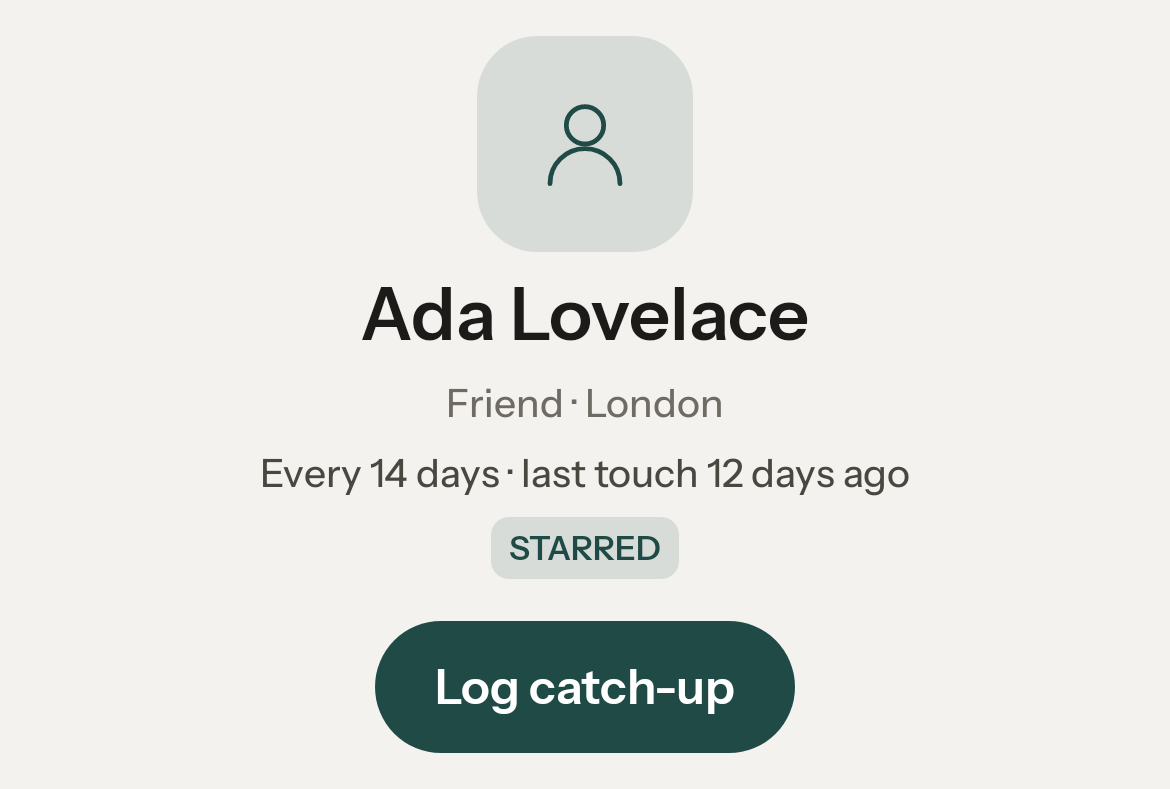 Ada Lovelace
Friend · London
Every 14 days · last touch 12 days ago
STARRED
Log catch-up